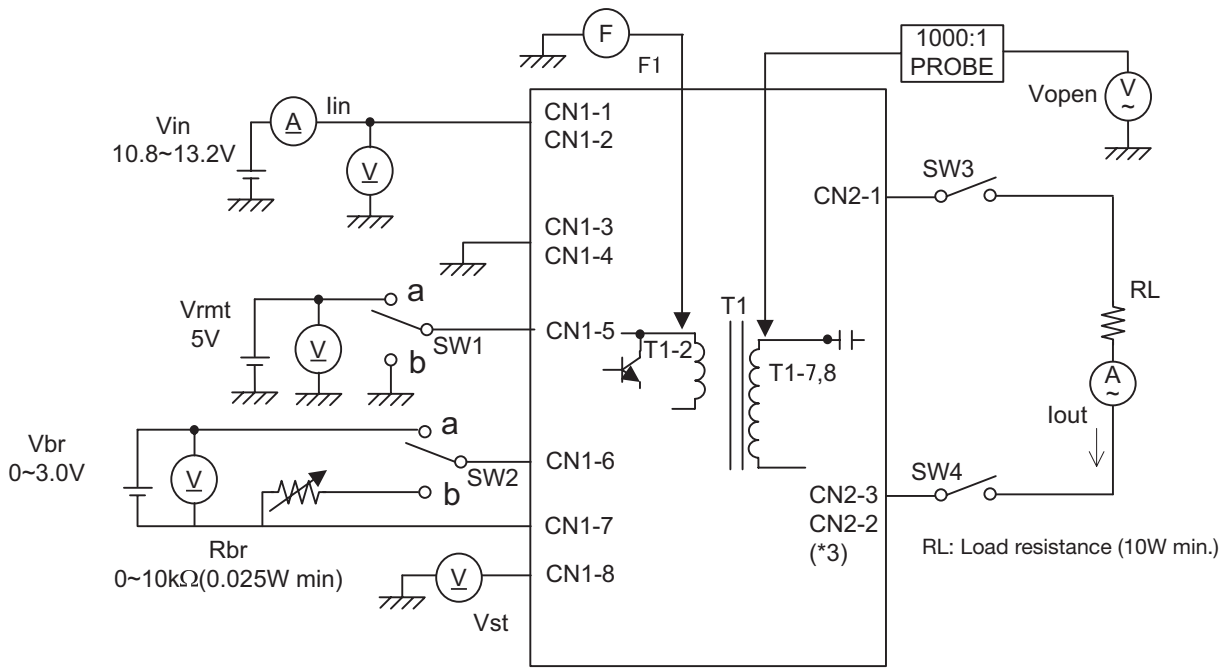 F
F1
1000:1
PROBE
Vopen
V
~
Vin
10.8~13.2V
A
Iin
V
CN1-1
CN1-2
CN1-3
CN1-4
CN2-1
SW3
Vrmt
5V
V
a
b
SW1
CN1-5
T1-2
T1
T1-7,8
RL
A
~
Iout
Vbr
0~3.0V
V
a
b
SW2
CN1-6
CN1-7
Rbr
0~10kΩ(0.025W min)
V
Vst
CN1-8
SW4
CN2-3
CN2-2
(*3)
RL: Load resistance (10W min.)